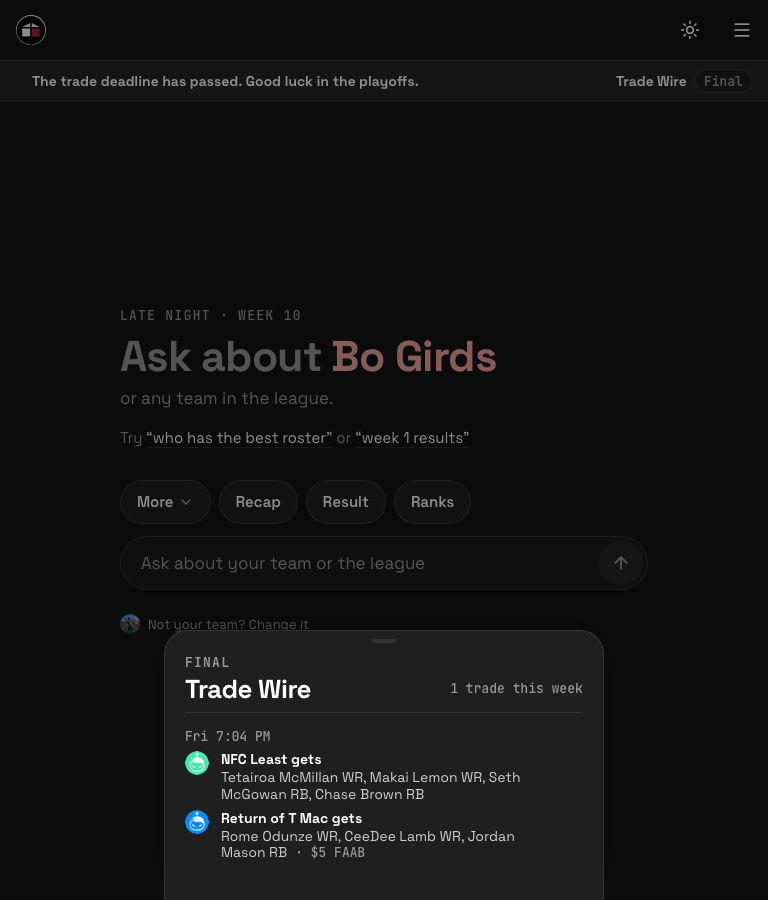 The trade deadline has passed. Good luck in the playoffs.
Trade Wire Final
LATE NIGHT · WEEK 10
Ask about Bo Girds
or any team in the league.
Try “who has the best roster” or “week 1 results”
More Recap Result Ranks
Ask about your team or the league
Not your team? Change it
FINAL
Trade Wire
1 trade this week
Fri 7:04 PM
NFC Least gets
Tetairoa McMillan WR, Makai Lemon WR, Seth
McGowan RB, Chase Brown RB
Return of T Mac gets
Rome Odunze WR, CeeDee Lamb WR, Jordan
Mason RB · $5 FAAB